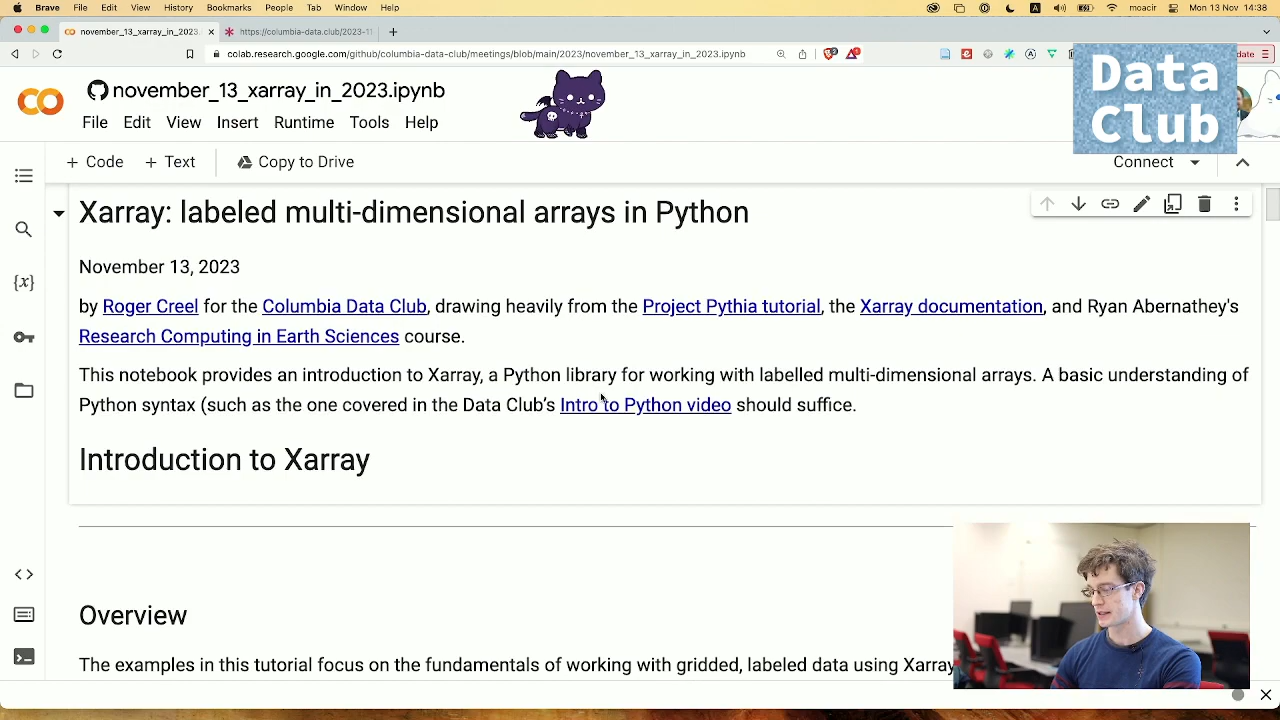 Brave File Edit View History Bookmarks People Tab Window Help moacir Mon 13 Nov 14:38
november_13_xarray_in_2023. https://columbia-data.club/2023-11
colab.research.google.com/github/columbia-data-club/meetings/blob/main/2023/november_13_xarray_in_2023.ipynb
Data
Club
november_13_xarray_in_2023.ipynb
File Edit View Insert Runtime Tools Help
+ Code + Text Copy to Drive Connect
Xarray: labeled multi-dimensional arrays in Python
November 13, 2023
by Roger Creel for the Columbia Data Club, drawing heavily from the Project Pythia tutorial, the Xarray documentation, and Ryan Abernathey's
Research Computing in Earth Sciences course.
This notebook provides an introduction to Xarray, a Python library for working with labelled multi-dimensional arrays. A basic understanding of
Python syntax (such as the one covered in the Data Club’s Intro to Python video should suffice.
Introduction to Xarray
Overview
The examples in this tutorial focus on the fundamentals of working with gridded, labeled data using Xarray